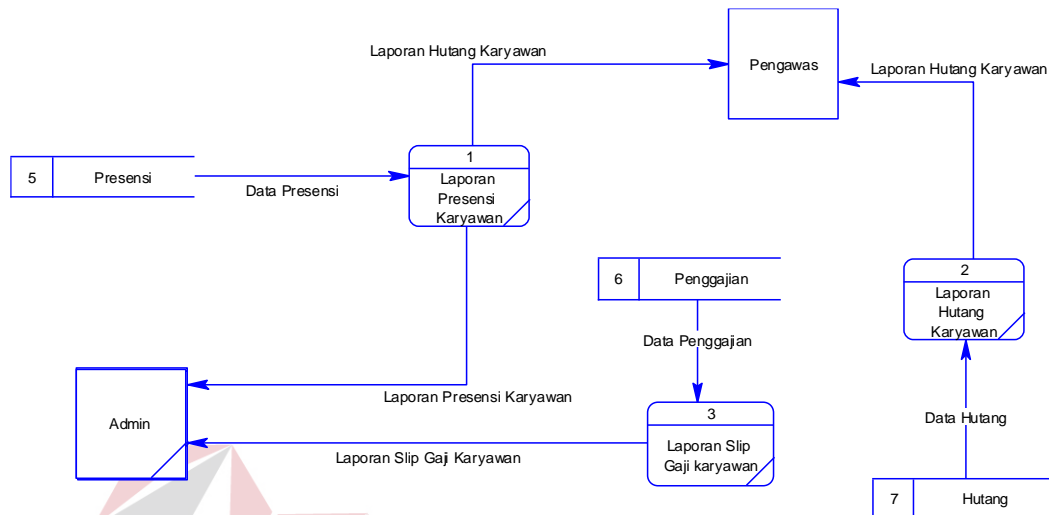 Laporan Hutang Karyawan
Pengawas
Laporan Hutang Karyawan
5
Presensi
Data Presensi
1
Laporan
Presensi
Karyawan
6
Penggajian
2
Laporan
Hutang
Karyawan
Data Penggajian
Laporan Presensi Karyawan
Admin
3
Laporan Slip
Gaji karyawan
Laporan Slip Gaji Karyawan
Data Hutang
7
Hutang